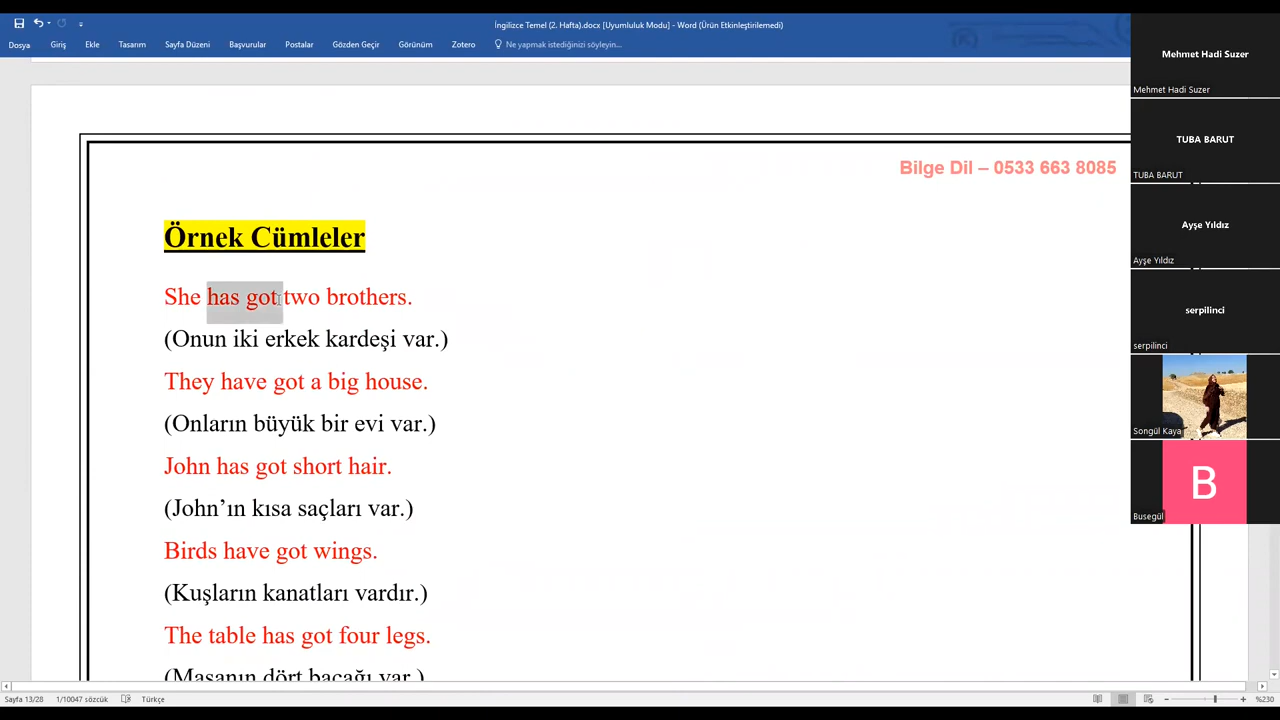 İngilizce Temel (2. Hafta).docx [Uyumluluk Modu] - Word (Ürün Etkinleştirilemedi)
Dosya Giriş Ekle Tasarım Sayfa Düzeni Başvurular Postalar Gözden Geçir Görünüm Zotero Ne yapmak istediğinizi söyleyin...
Bilge Dil – 0533 663 8085
Örnek Cümleler
She has got two brothers.
(Onun iki erkek kardeşi var.)
They have got a big house.
(Onların büyük bir evi var.)
John has got short hair.
(John’ın kısa saçları var.)
Birds have got wings.
(Kuşların kanatları vardır.)
The table has got four legs.
(Masanın dört bacağı var.)
Mehmet Hadi Suzer
Mehmet Hadi Suzer
TUBA BARUT
TUBA BARUT
Ayşe Yıldız
Ayşe Yıldız
serpilinci
serpilinci
Songül Kaya
B
Busegül
Sayfa 13/28 1/10047 sözcük Türkçe %230